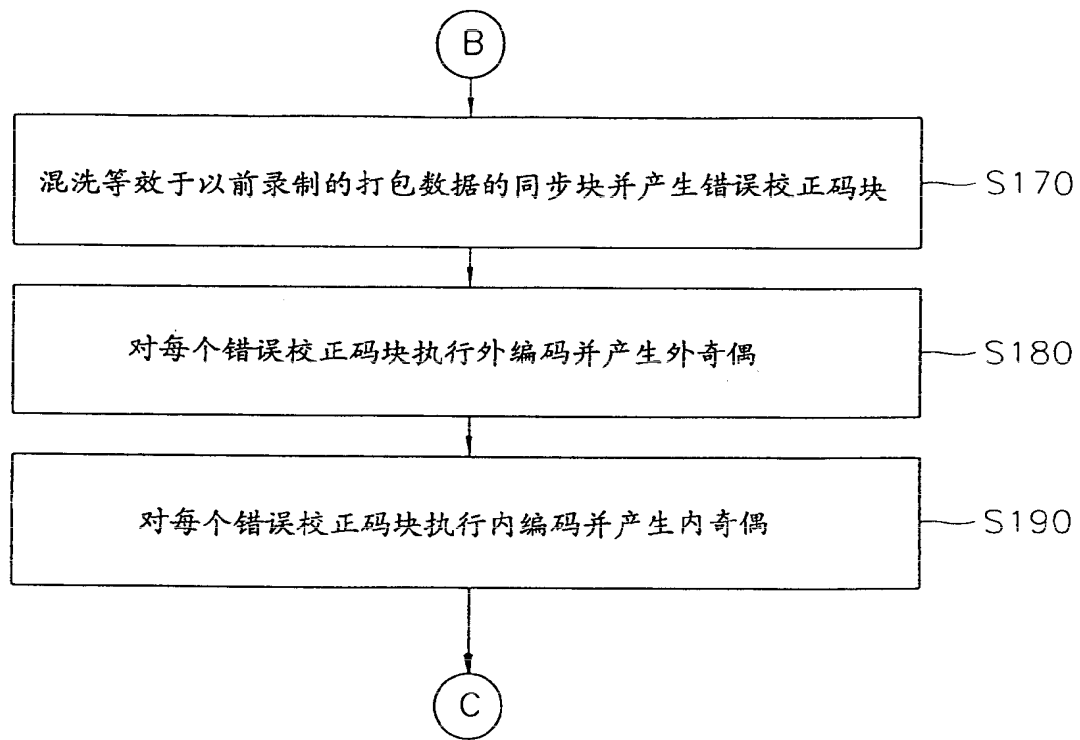 B
混洗等效于以前录制的打包数据的同步块并产生错误校正码块
S170
对每个错误校正码块执行外编码并产生外奇偶
S180
对每个错误校正码块执行内编码并产生内奇偶
S190
C